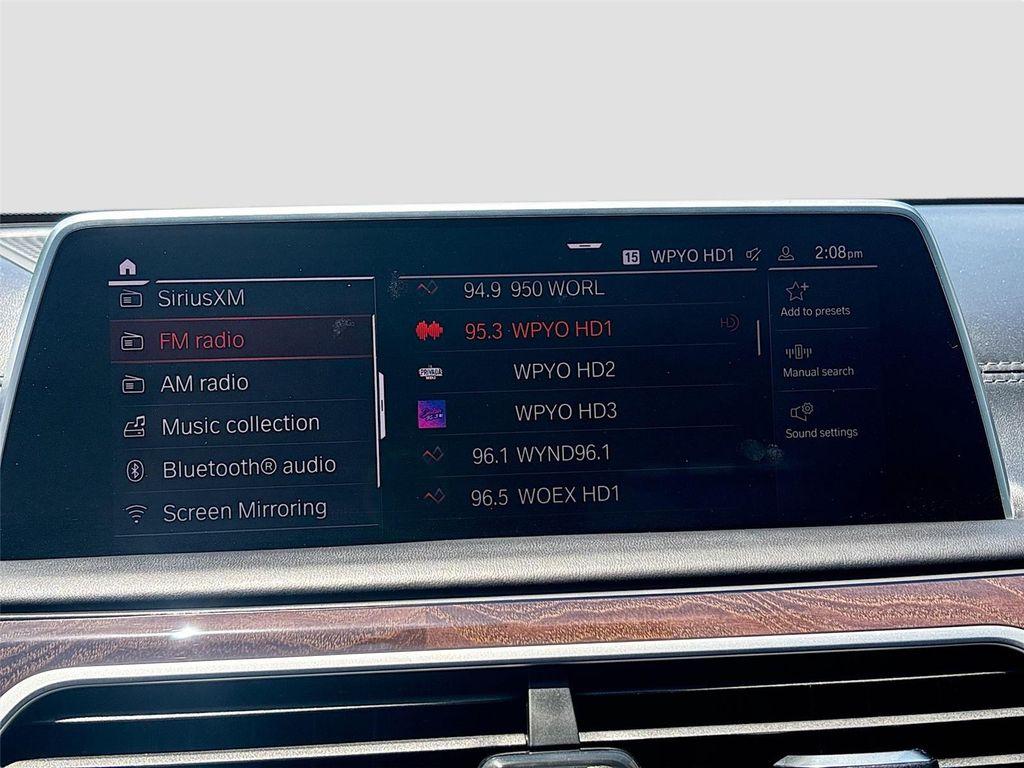 15 WPYO HD1 2:08pm
SiriusXM
FM radio
AM radio
Music collection
Bluetooth® audio
Screen Mirroring
94.9 950 WORL
95.3 WPYO HD1 HD
WPYO HD2
WPYO HD3
96.1 WYND96.1
96.5 WOEX HD1
Add to presets
Manual search
Sound settings